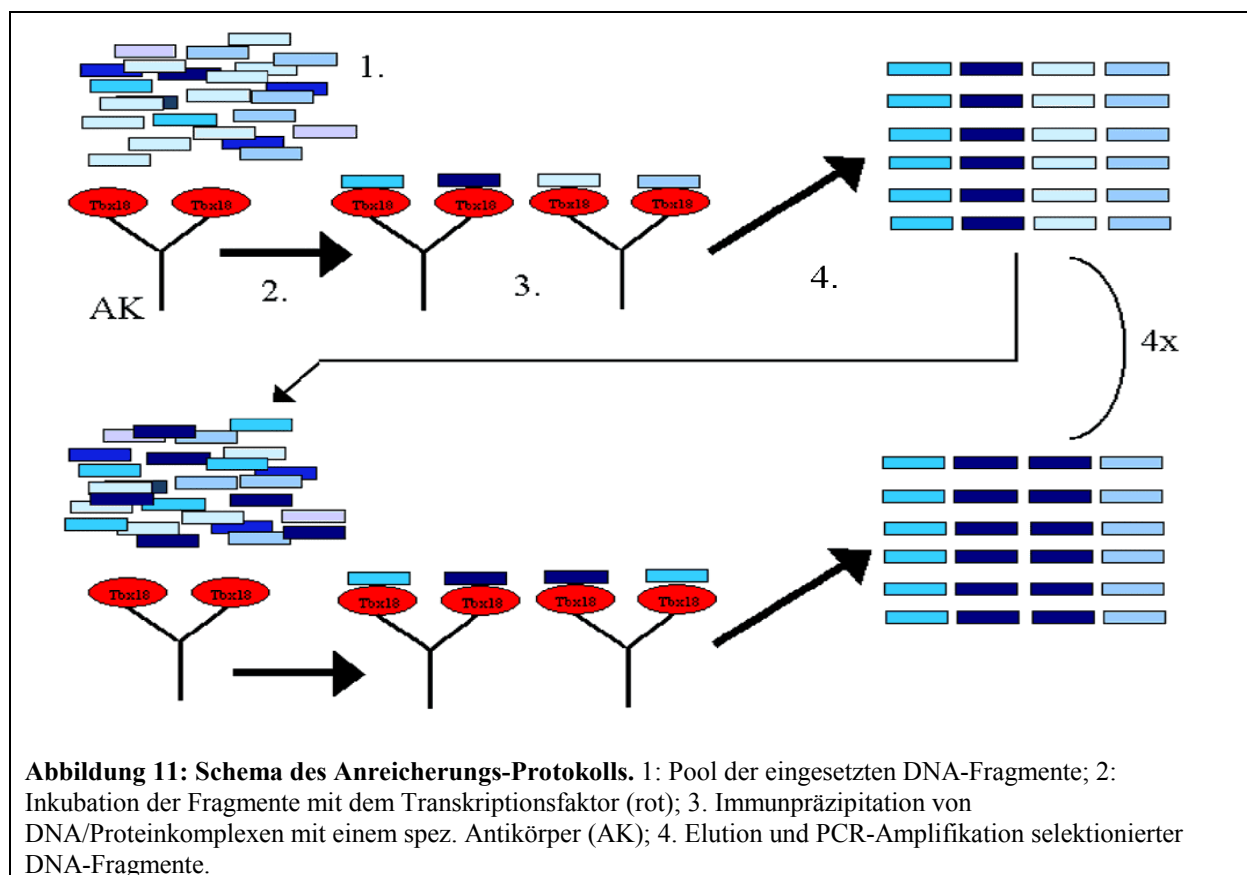 1.
Tbx18 Tbx18 Tbx18 Tbx18 Tbx18 Tbx18
AK 2. 3. 4.
4x
Tbx18 Tbx18 Tbx18 Tbx18 Tbx18 Tbx18
Abbildung 11: Schema des Anreicherungs-Protokolls. 1: Pool der eingesetzten DNA-Fragmente; 2:
Inkubation der Fragmente mit dem Transkriptionsfaktor (rot); 3. Immunpräzipitation von
DNA/Proteinkomplexen mit einem spez. Antikörper (AK); 4. Elution und PCR-Amplifikation selektionierter
DNA-Fragmente.